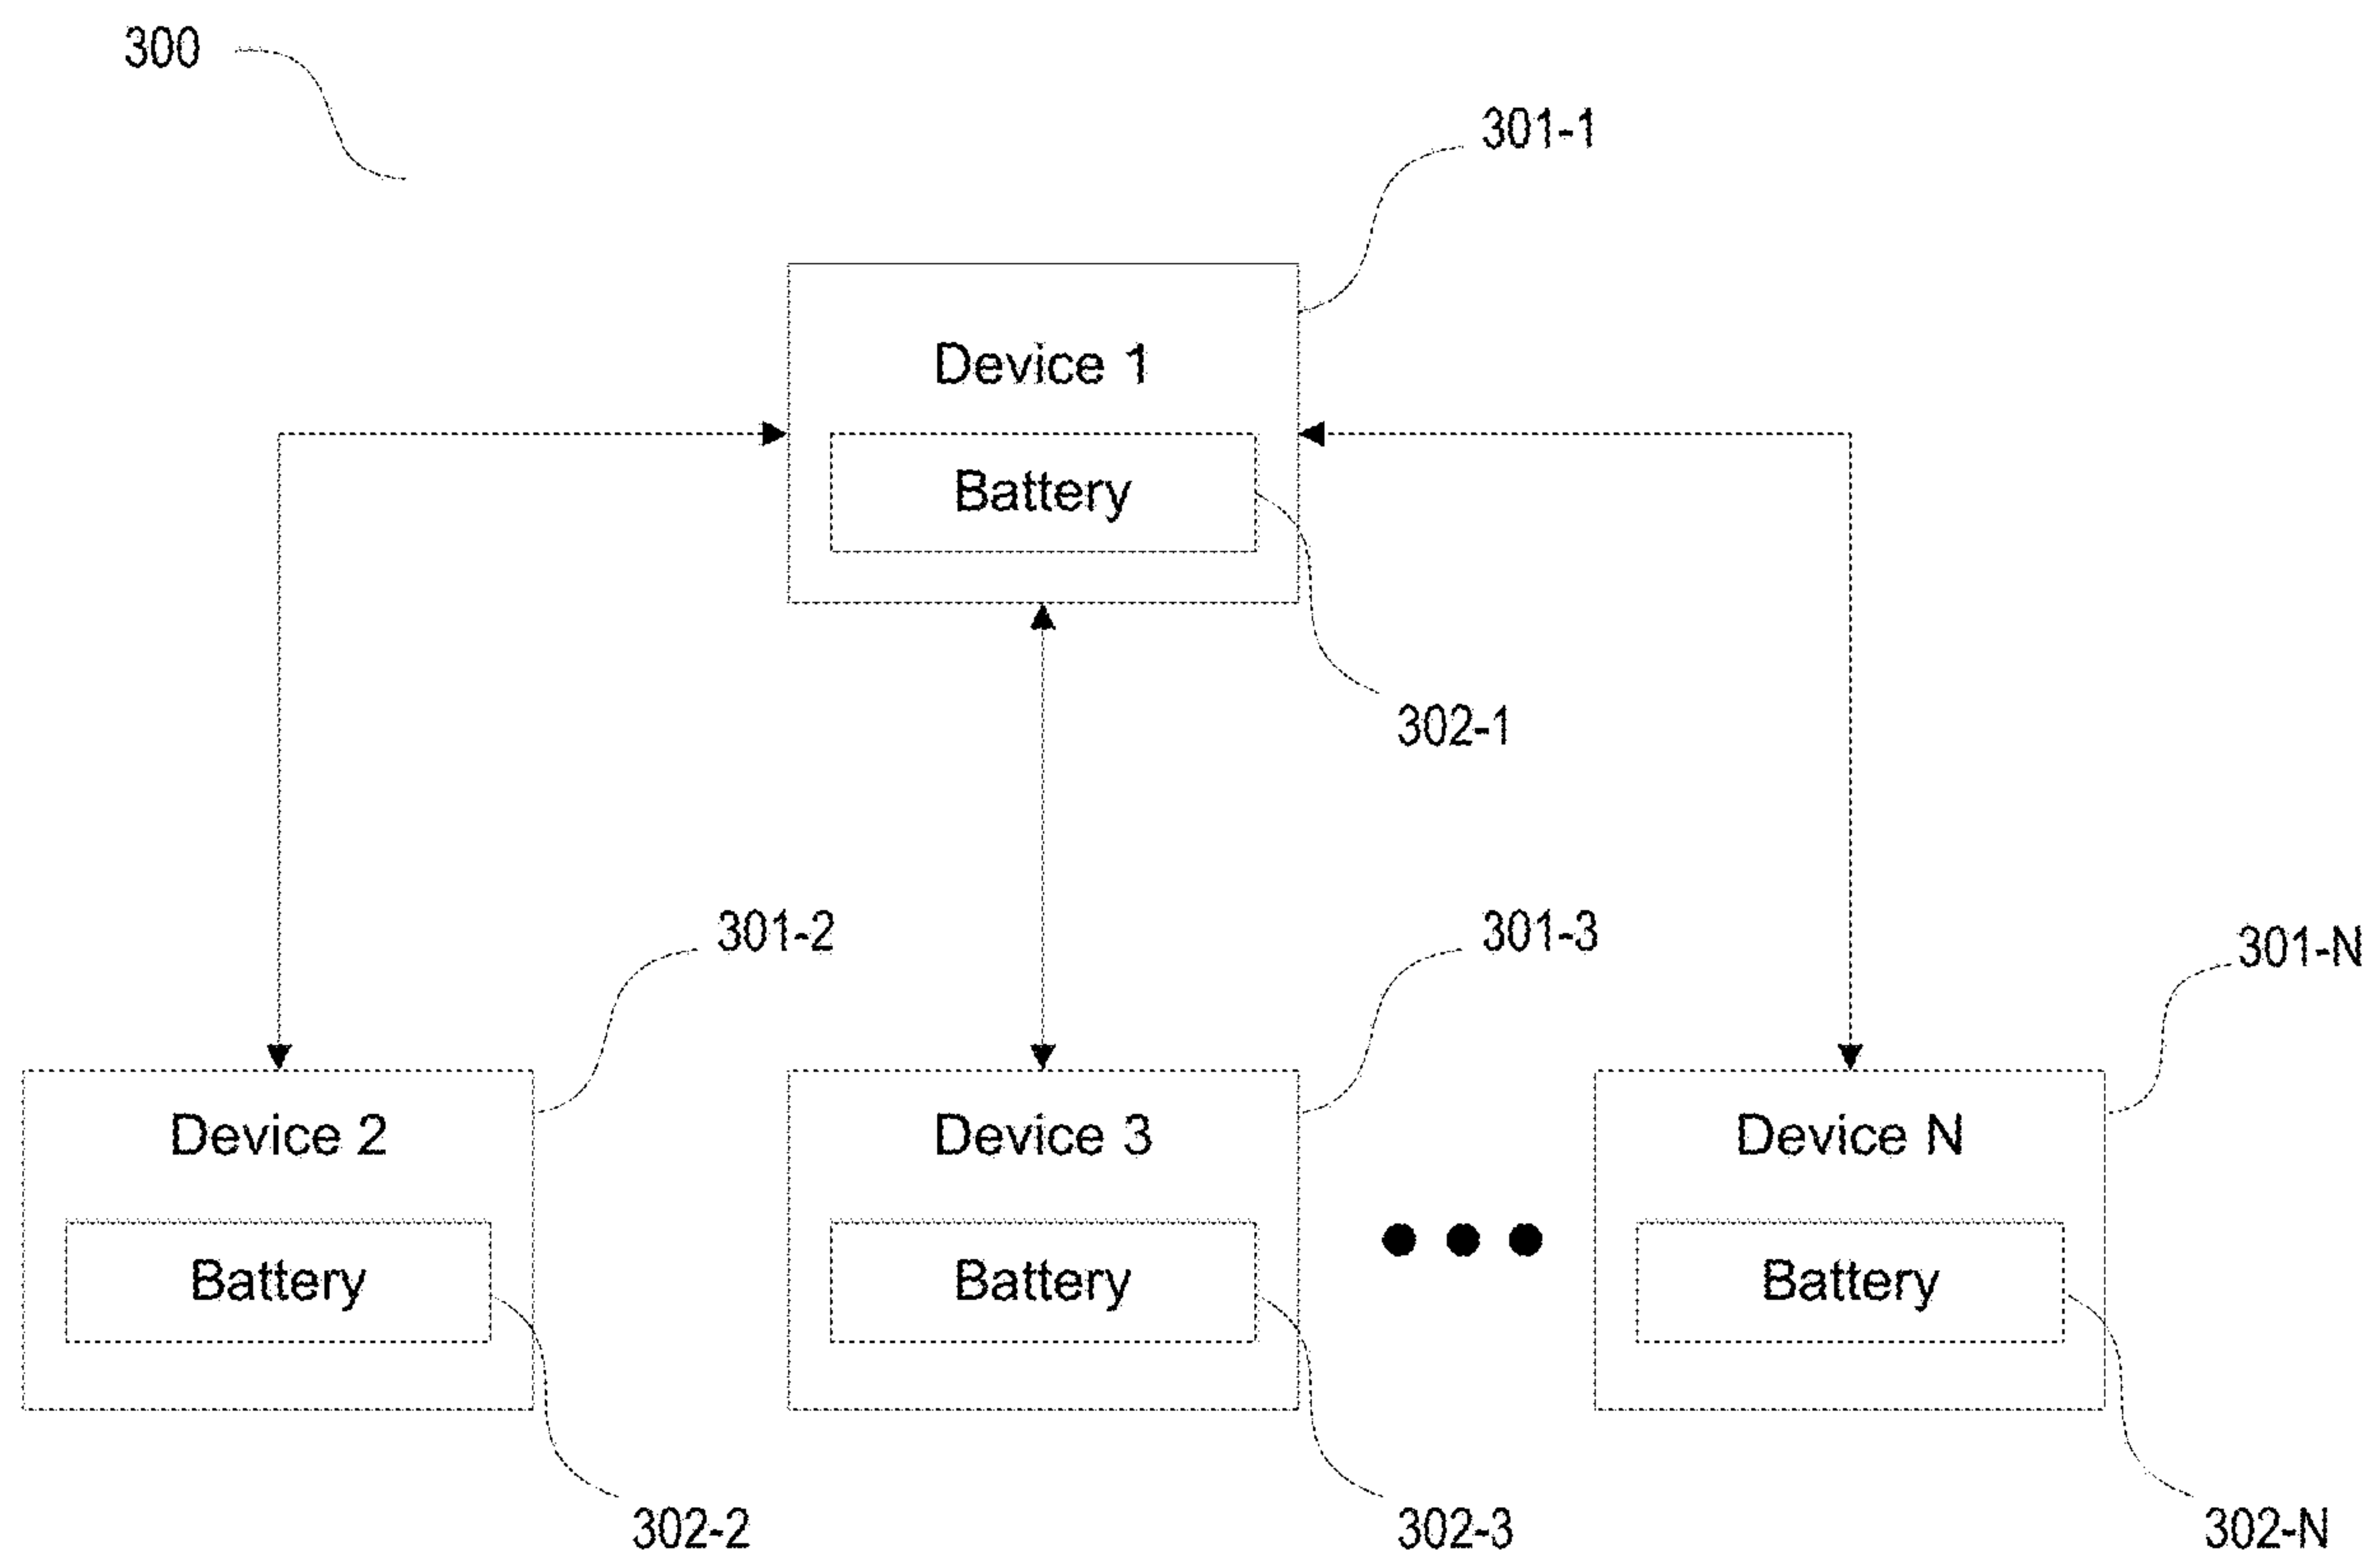 300
301-1
Device 1
Battery
302-1
301-2
301-3
301-N
Device 2
Device 3
Device N
Battery
Battery
Battery
302-2
302-3
302-N